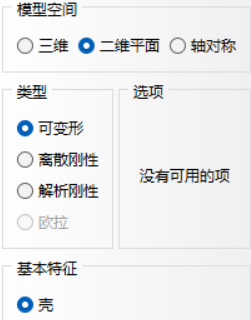 模型空间
三维 二维平面 轴对称
类型
可变形
离散刚性
解析刚性
欧拉
选项
没有可用的项
基本特征
壳